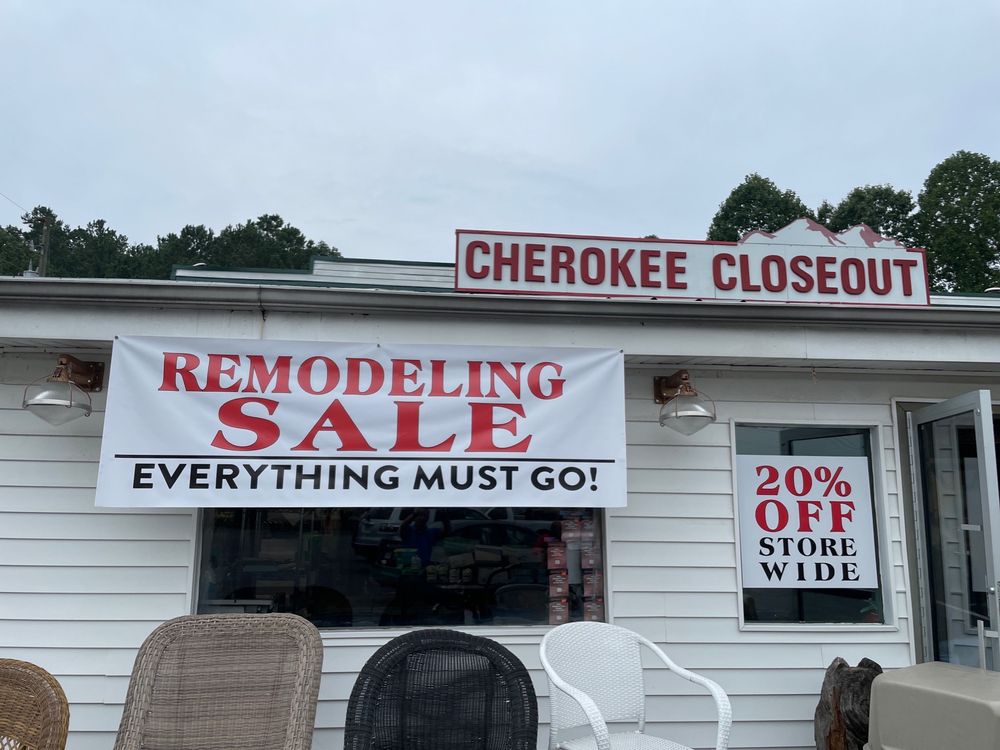 CHEROKEE CLOSEOUT
REMODELING
SALE
EVERYTHING MUST GO!
20%
OFF
STORE
WIDE